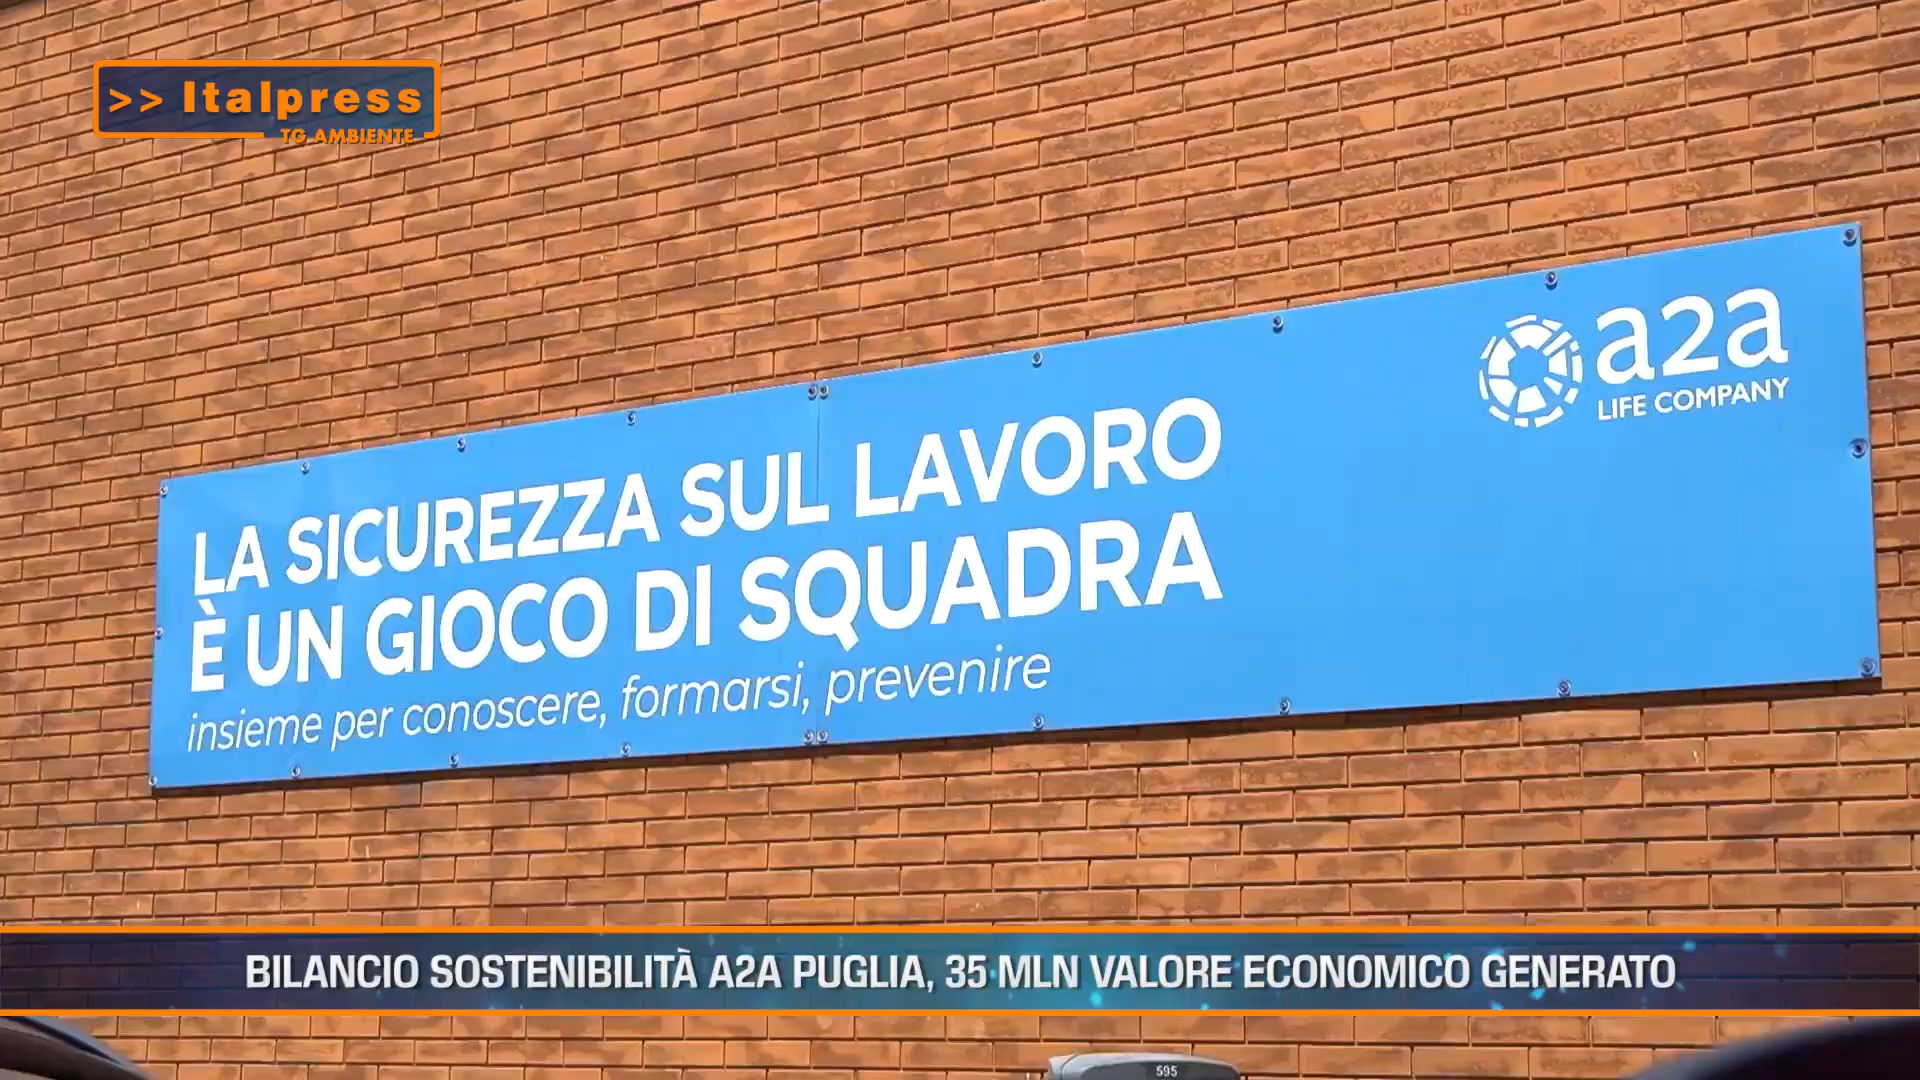 >> Italpress
TG AMBIENTE
a2a
LIFE COMPANY
LA SICUREZZA SUL LAVORO
È UN GIOCO DI SQUADRA
insieme per conoscere, formarsi, prevenire
BILANCIO SOSTENIBILITÀ A2A PUGLIA, 35 MLN VALORE ECONOMICO GENERATO
595